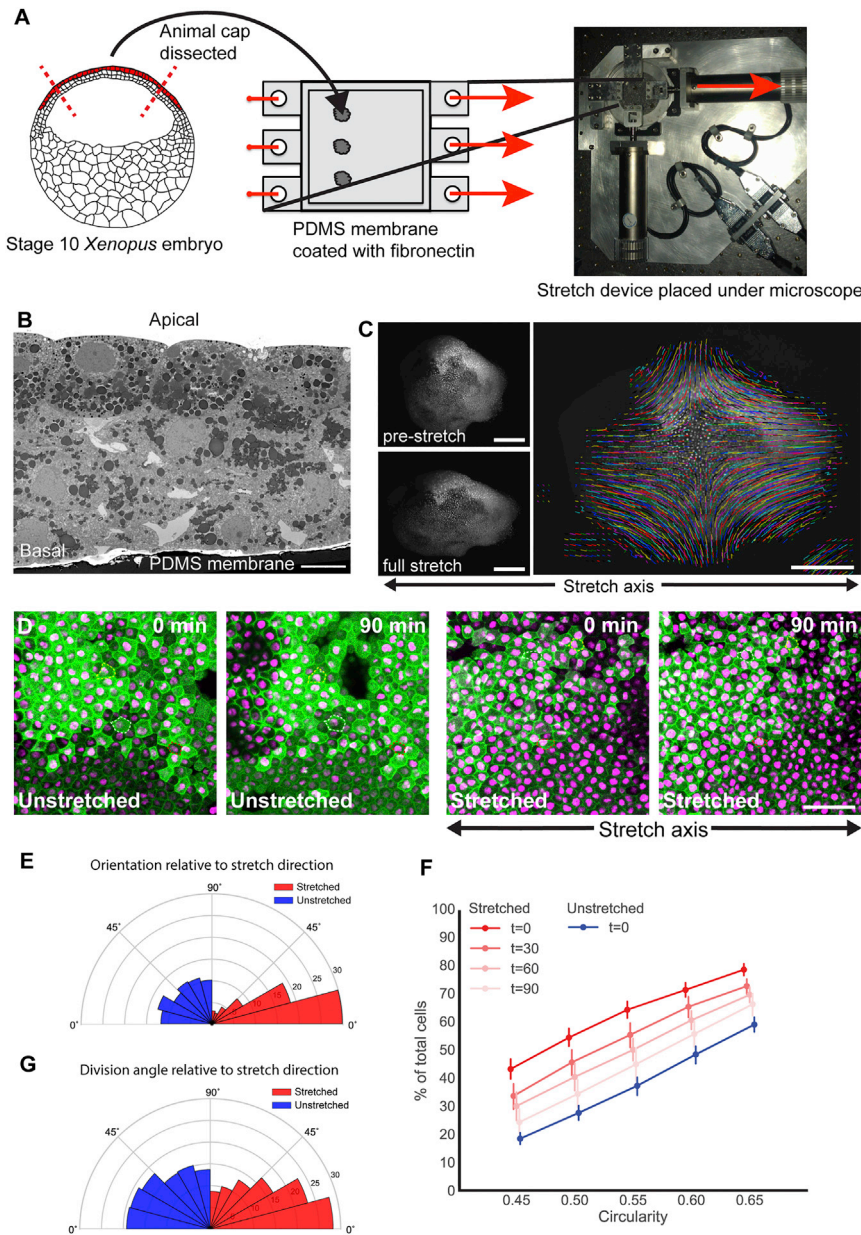 A
Animal cap
dissected
Stage 10 Xenopus embryo
PDMS membrane
coated with fibronectin
Stretch device placed under microscope
B
Apical
Basal
PDMS membrane
C
pre-stretch
full stretch
Stretch axis
D
0 min
Unstretched
90 min
Unstretched
0 min
Stretched
90 min
Stretched
Stretch axis
E
Orientation relative to stretch direction
Stretched
Unstretched
90˚
45˚
45˚
0˚
0˚
5
10
15
20
25
30
G
Division angle relative to stretch direction
Stretched
Unstretched
90˚
45˚
45˚
0˚
0˚
5
10
15
20
25
30
F
Stretched
t=0
t=30
t=60
t=90
Unstretched
t=0
% of total cells
100
90
80
70
60
50
40
30
20
10
0
0.45 0.50 0.55 0.60 0.65
Circularity